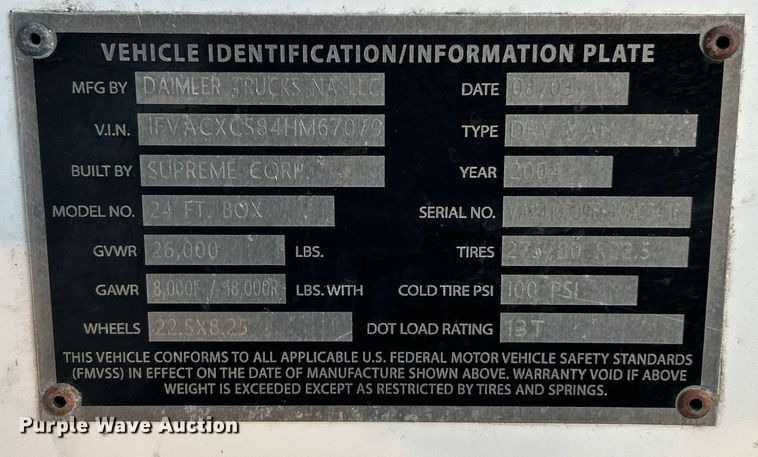 VEHICLE IDENTIFICATION/INFORMATION PLATE
MFG BY DAIMLER TRUCKS NA LLC DATE 08/03
V.I.N. 1FVACXCS84HM67079 TYPE DRY VAN
BUILT BY SUPREME CORP. YEAR 2004
MODEL NO. 24 FT. BOX SERIAL NO.
GVWR 26,000 LBS. TIRES 275/80 R22.5
GAWR 8,000F / 18,000R LBS. WITH COLD TIRE PSI 100 PSI
WHEELS 22.5X8.25 DOT LOAD RATING 13T
THIS VEHICLE CONFORMS TO ALL APPLICABLE U.S. FEDERAL MOTOR VEHICLE SAFETY STANDARDS
(FMVSS) IN EFFECT ON THE DATE OF MANUFACTURE SHOWN ABOVE. WARRANTY VOID IF ABOVE
WEIGHT IS EXCEEDED EXCEPT AS RESTRICTED BY TIRES AND SPRINGS.
Purple Wave Auction